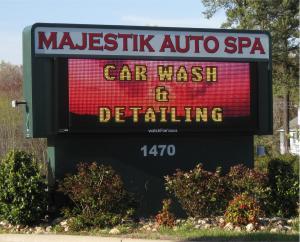 MAJESTIK AUTO SPA
CAR WASH
&
DETAILING
1470